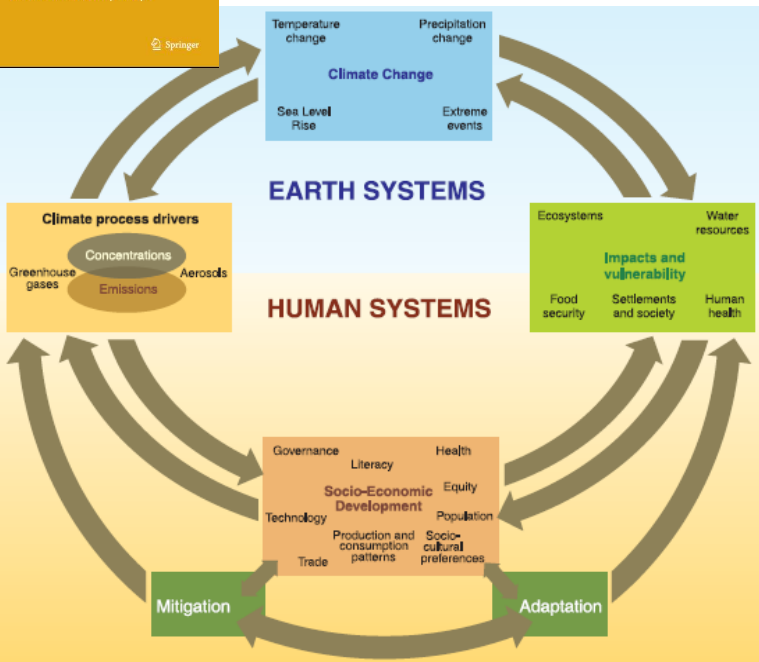 Springer
Temperature
change
Precipitation
change
Climate Change
Sea Level
Rise
Extreme
events
EARTH SYSTEMS
Climate process drivers
Concentrations
Greenhouse
gases
Aerosols
Emissions
Ecosystems
Water
resources
Impacts and
vulnerability
Food
security
Settlements
and society
Human
health
HUMAN SYSTEMS
Governance
Literacy
Health
Socio-Economic
Development
Equity
Technology
Population
Production and
consumption
patterns
Socio-
cultural
preferences
Trade
Mitigation
Adaptation